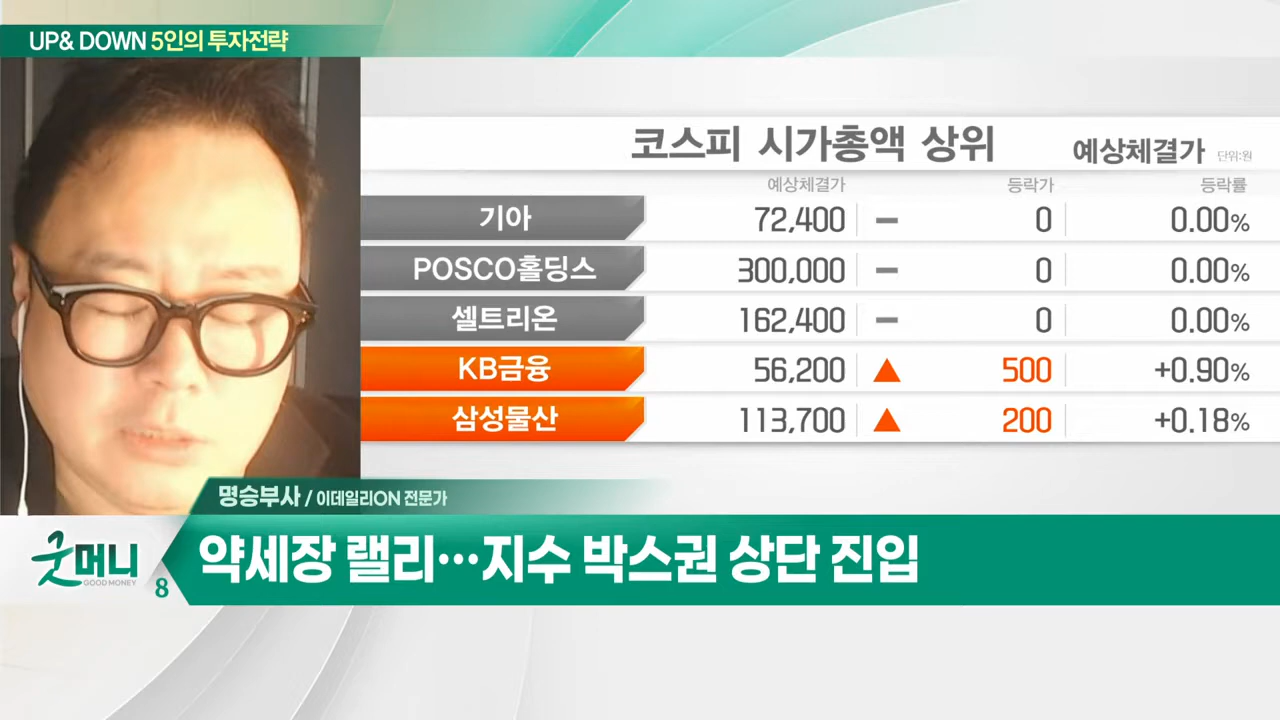 UP& DOWN 5인의 투자전략
코스피 시가총액 상위 예상체결가 단위:원
예상체결가 등락가 등락률
기아 72,400 0 0.00%
POSCO홀딩스 300,000 0 0.00%
셀트리온 162,400 0 0.00%
KB금융 56,200 ▲ 500 +0.90%
삼성물산 113,700 ▲ 200 +0.18%
명승부사 / 이데일리ON 전문가
굿머니
GOOD MONEY
8
약세장 랠리…지수 박스권 상단 진입